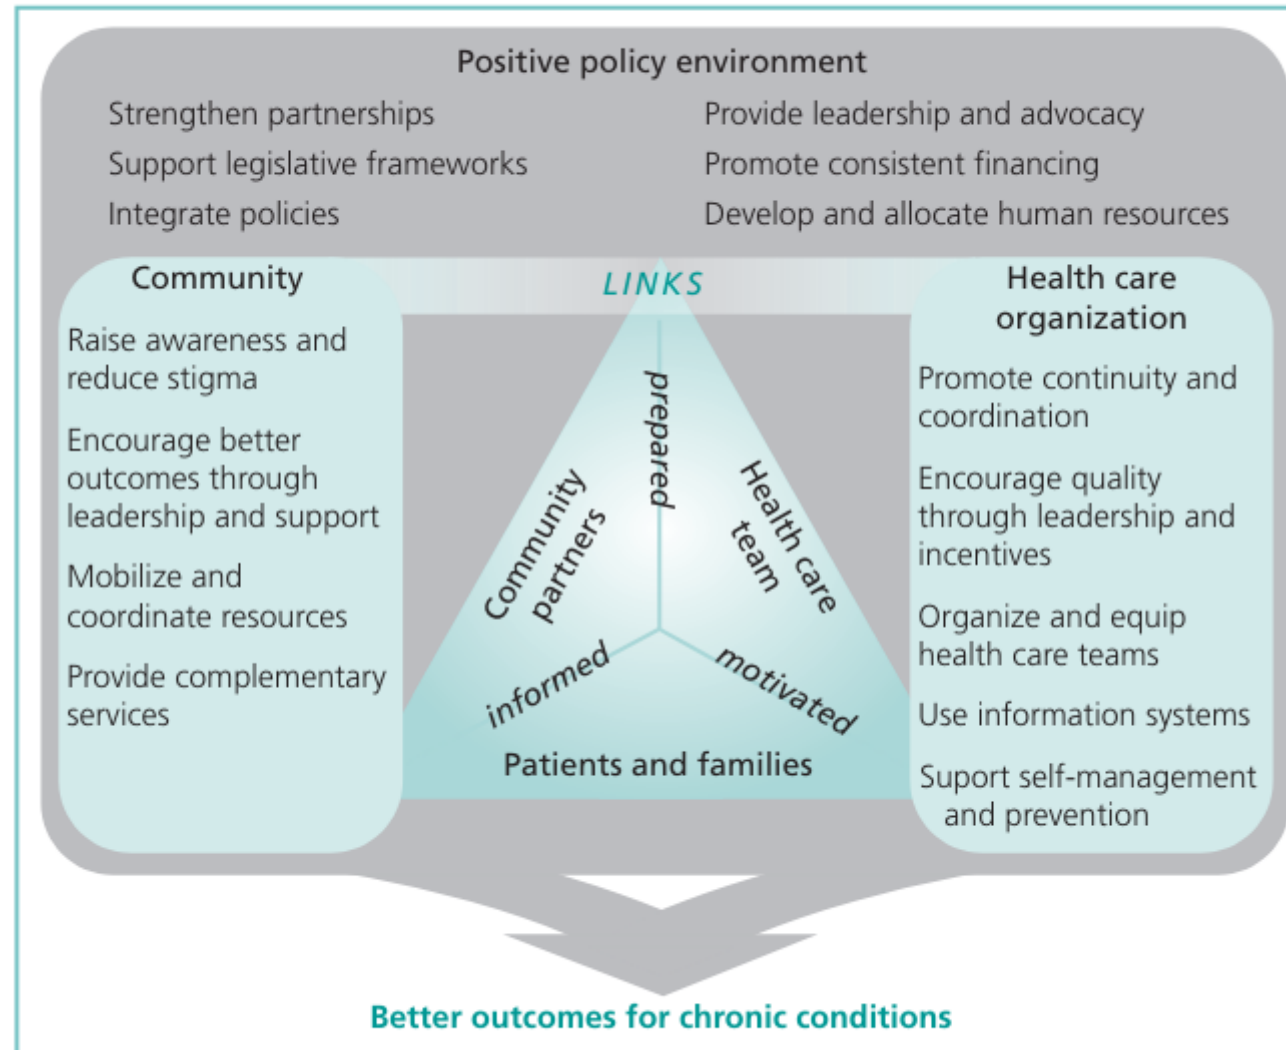 Positive policy environment
Strengthen partnerships
Support legislative frameworks
Integrate policies
Provide leadership and advocacy
Promote consistent financing
Develop and allocate human resources
Community
Raise awareness and
reduce stigma
Encourage better
outcomes through
leadership and support
Mobilize and
coordinate resources
Provide complementary
services
LINKS
prepared
Community
partners
Health care
team
informed
motivated
Patients and families
Health care
organization
Promote continuity and
coordination
Encourage quality
through leadership and
incentives
Organize and equip
health care teams
Use information systems
Suport self-management
and prevention
Better outcomes for chronic conditions